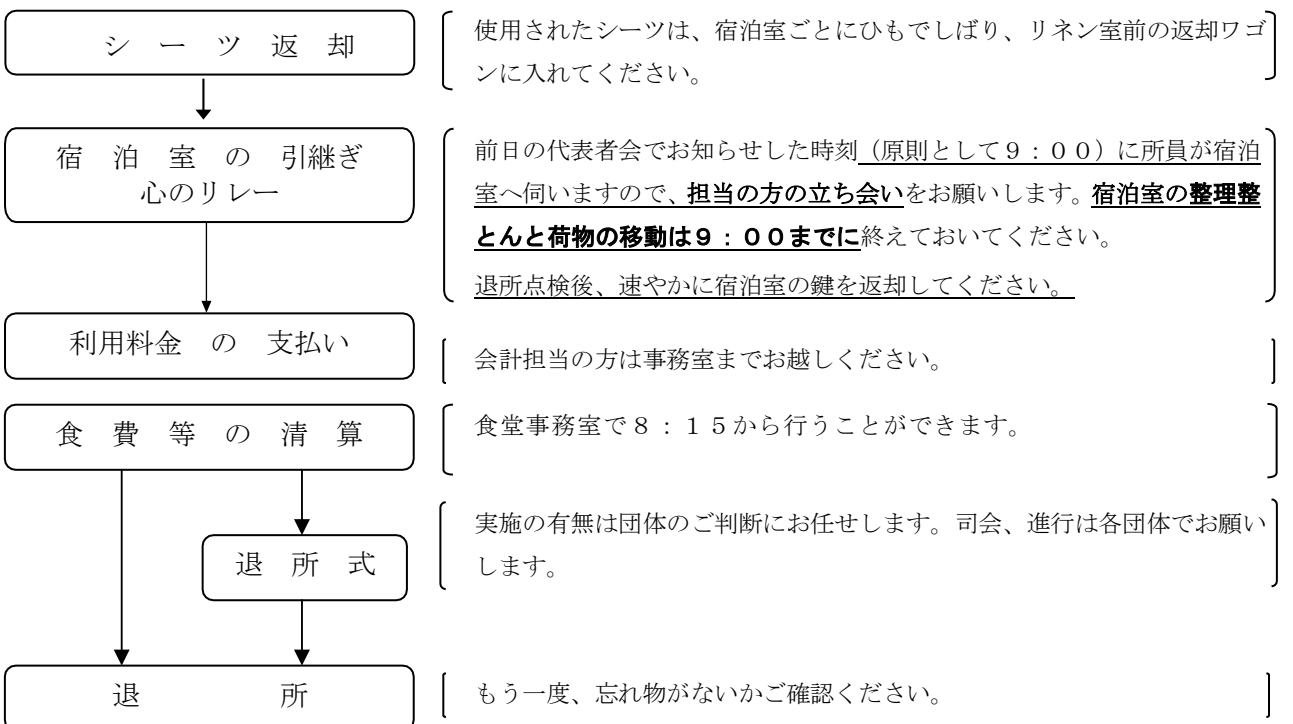 シ ー ツ 返 却
使用されたシーツは、宿泊室ごとにひもでしばり、リネン室前の返却ワゴ
ンに入れてください。
宿 泊 室 の 引継ぎ
心のリレー
前日の代表者会でお知らせした時刻（原則として９：００）に所員が宿泊
室へ伺いますので、担当の方の立ち会いをお願いします。宿泊室の整理整
とんと荷物の移動は９：００までに終えておいてください。
退所点検後、速やかに宿泊室の鍵を返却してください。
利用料金 の 支払い
会計担当の方は事務室までお越しください。
食 費 等 の 清 算
食堂事務室で８：１５から行うことができます。
退 所 式
実施の有無は団体のご判断にお任せします。司会、進行は各団体でお願い
します。
退 所
もう一度、忘れ物がないかご確認ください。